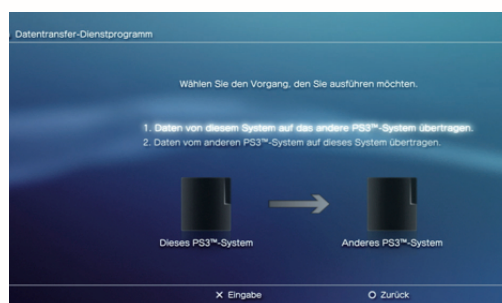 Datentransfer-Dienstprogramm
Wählen Sie den Vorgang, den Sie ausführen möchten.
1. Daten von diesem System auf das andere PS3™-System übertragen.
2. Daten vom anderen PS3™-System auf dieses System übertragen.
Dieses PS3™-System Anderes PS3™-System
X Eingabe O Zurück